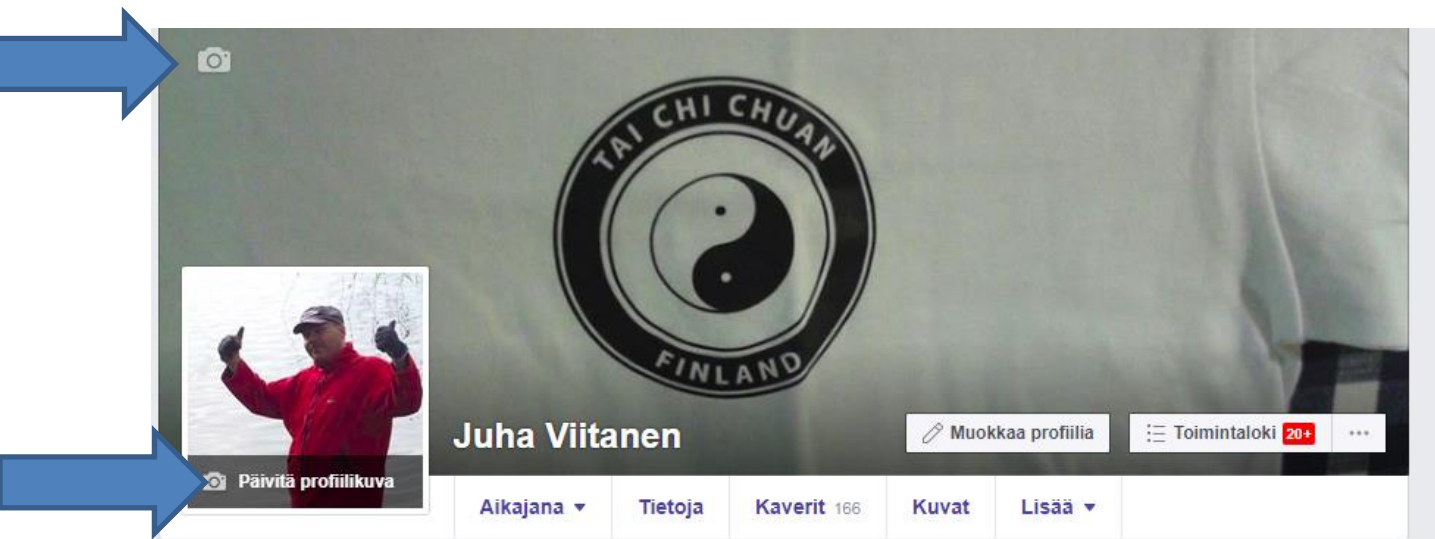 TAI CHI CHUAN
FINLAND
Juha Viitanen
Muokkaa profiilia
Toimintaloki 20+
Päivitä profiilikuva
Aikajana
Tietoja
Kaverit 166
Kuvat
Lisää